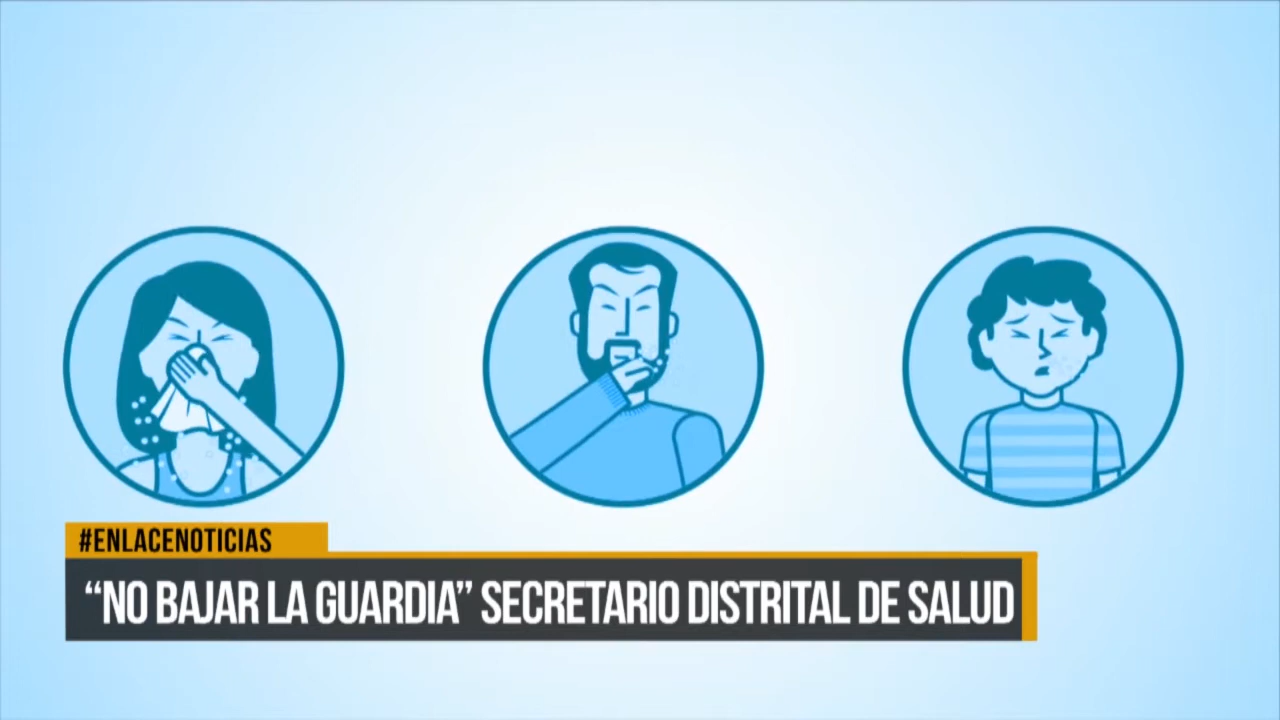 #ENLACENOTICIAS
“NO BAJAR LA GUARDIA” SECRETARIO DISTRITAL DE SALUD